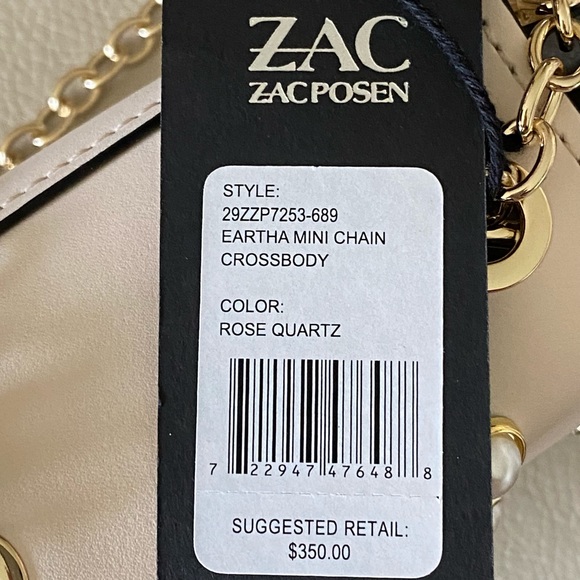 ZAC
ZAC POSEN
STYLE:
29ZZP7253-689
EARTHA MINI CHAIN
CROSSBODY
COLOR:
ROSE QUARTZ
7 22947 47648 8
SUGGESTED RETAIL:
$350.00